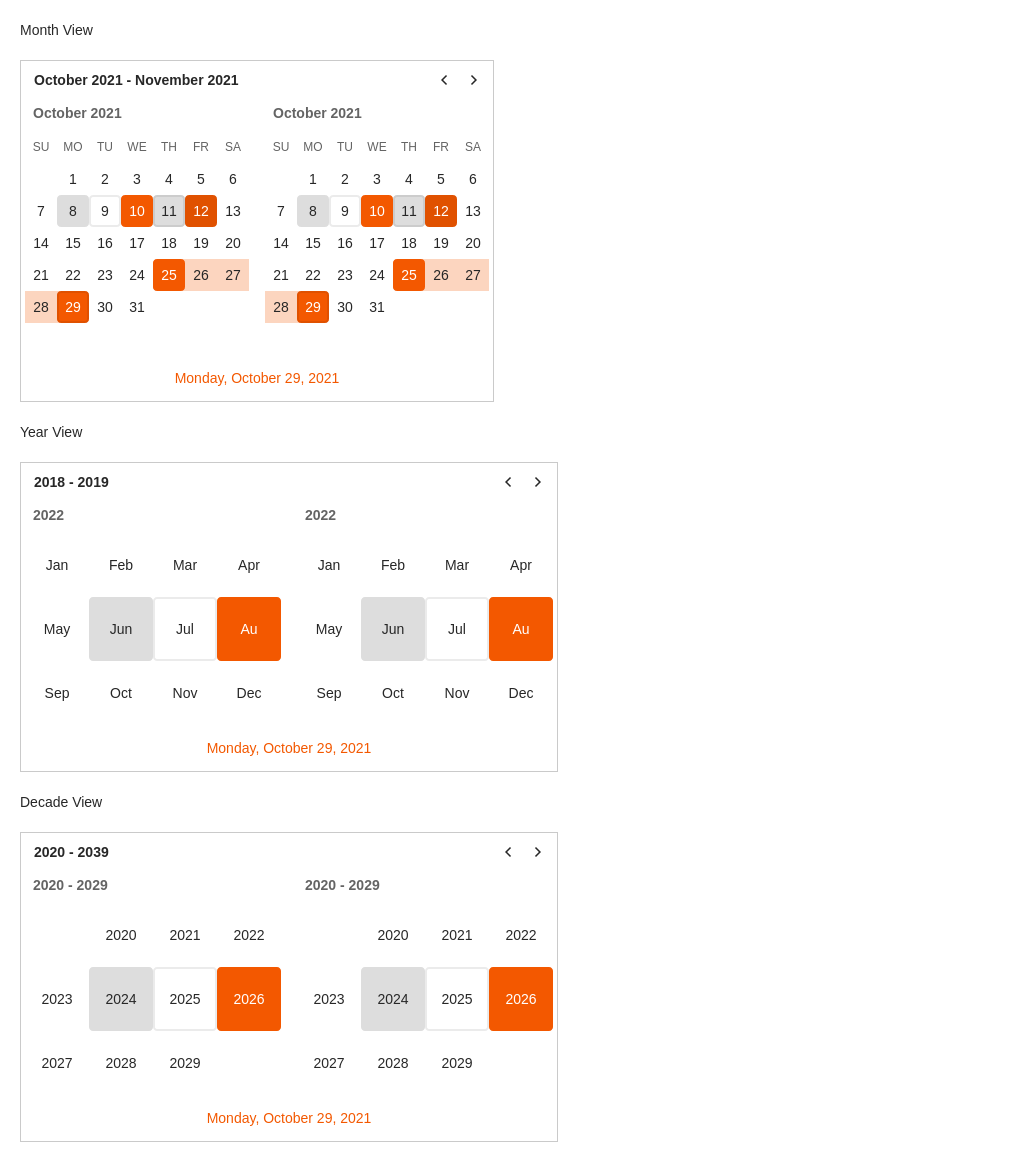 Month View
October 2021 - November 2021
October 2021 October 2021
SU MO TU WE TH FR SA SU MO TU WE TH FR SA
1 2 3 4 5 6 1 2 3 4 5 6
7 8 9 10 11 12 13 7 8 9 10 11 12 13
14 15 16 17 18 19 20 14 15 16 17 18 19 20
21 22 23 24 25 26 27 21 22 23 24 25 26 27
28 29 30 31 28 29 30 31
Monday, October 29, 2021
Year View
2018 - 2019
2022 2022
Jan Feb Mar Apr Jan Feb Mar Apr
May Jun Jul Au May Jun Jul Au
Sep Oct Nov Dec Sep Oct Nov Dec
Monday, October 29, 2021
Decade View
2020 - 2039
2020 - 2029 2020 - 2029
2020 2021 2022 2020 2021 2022
2023 2024 2025 2026 2023 2024 2025 2026
2027 2028 2029 2027 2028 2029
Monday, October 29, 2021